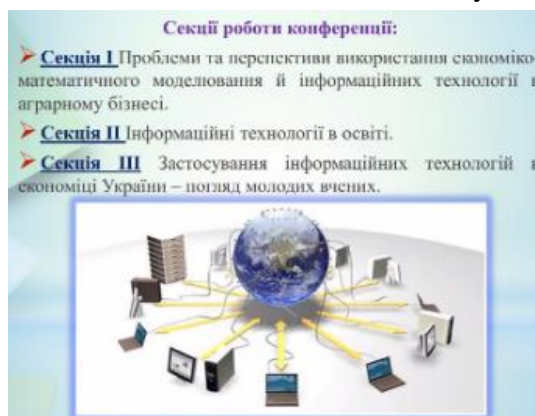 Секції роботи конференції:
Секція І Проблеми та перспективи використання економіко-
математичного моделювання й інформаційних технології в
аграрному бізнесі.
Секція ІІ Інформаційні технології в освіті.
Секція ІІІ Застосування інформаційних технологій в
економіці України – погляд молодих вчених.